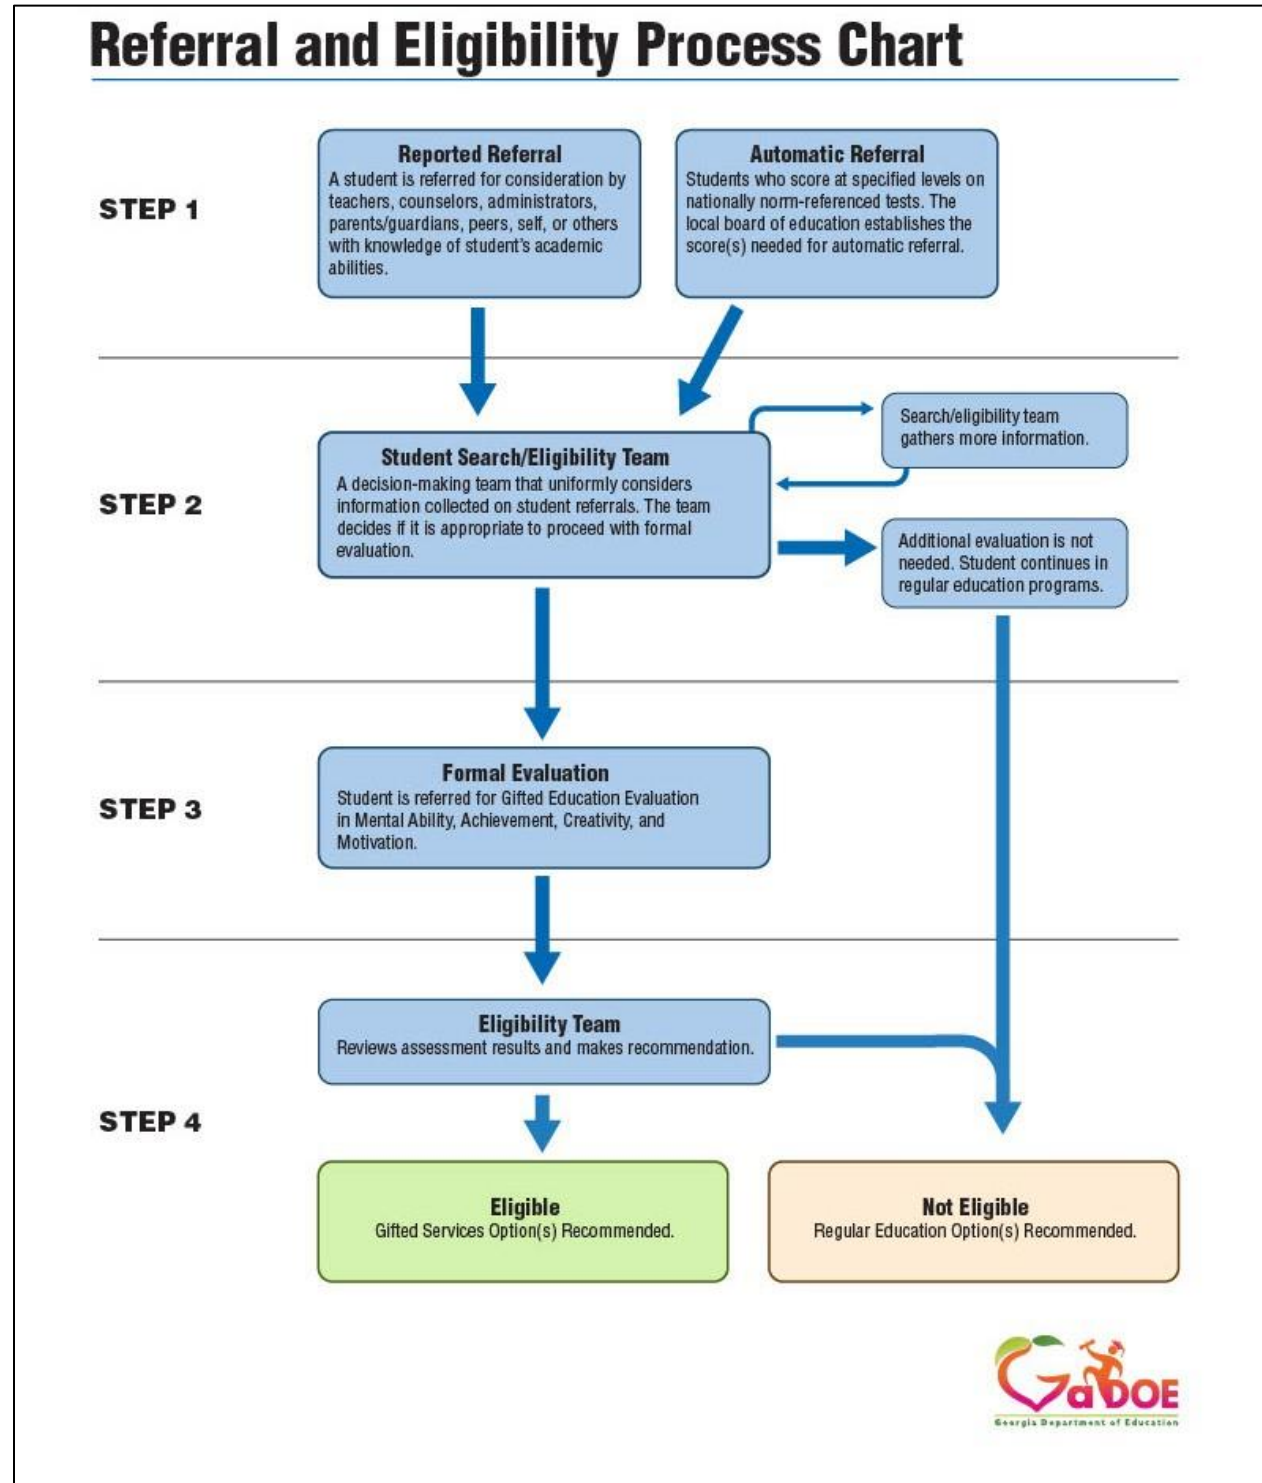 Referral and Eligibility Process Chart
STEP 1
Reported Referral
A student is referred for consideration by
teachers, counselors, administrators,
parents/guardians, peers, self, or others
with knowledge of student's academic
abilities.
Automatic Referral
Students who score at specified levels on
nationally norm-referenced tests. The
local board of education establishes the
score(s) needed for automatic referral.
STEP 2
Student Search/Eligibility Team
A decision-making team that uniformly considers
information collected on student referrals. The team
decides if it is appropriate to proceed with formal
evaluation.
Search/eligibility team
gathers more information.
Additional evaluation is not
needed. Student continues in
regular education programs.
STEP 3
Formal Evaluation
Student is referred for Gifted Education Evaluation
in Mental Ability, Achievement, Creativity, and
Motivation.
STEP 4
Eligibility Team
Reviews assessment results and makes recommendation.
Eligible
Gifted Services Option(s) Recommended.
Not Eligible
Regular Education Option(s) Recommended.
GaDOE
Georgia Department of Education